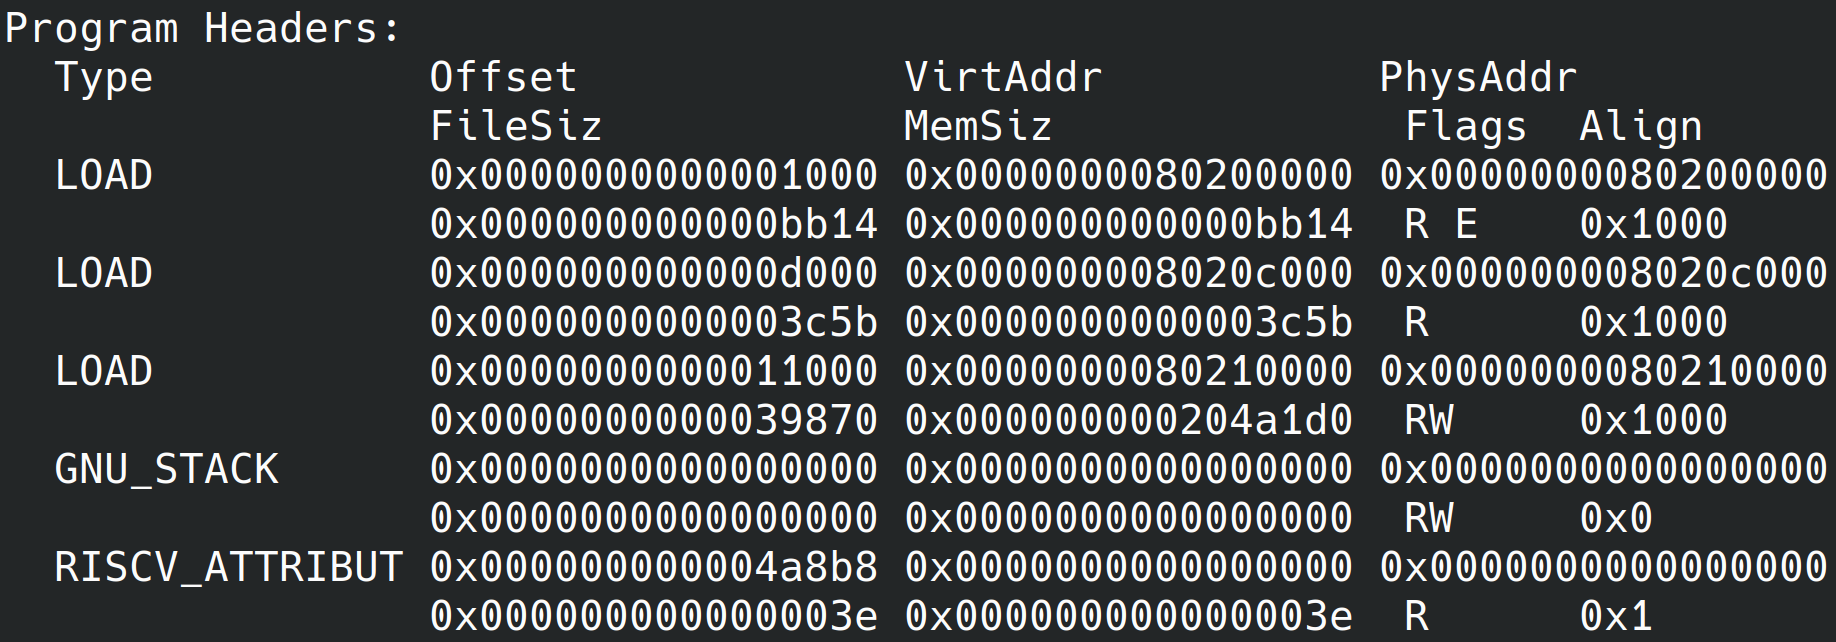 Program Headers:
  Type           Offset             VirtAddr           PhysAddr
                 FileSiz            MemSiz              Flags  Align
  LOAD           0x0000000000001000 0x0000000080200000 0x0000000080200000
                 0x000000000000bb14 0x000000000000bb14  R E    0x1000
  LOAD           0x000000000000d000 0x000000008020c000 0x000000008020c000
                 0x0000000000003c5b 0x0000000000003c5b  R      0x1000
  LOAD           0x0000000000011000 0x0000000080210000 0x0000000080210000
                 0x0000000000039870 0x000000000204a1d0  RW     0x1000
  GNU_STACK      0x0000000000000000 0x0000000000000000 0x0000000000000000
                 0x0000000000000000 0x0000000000000000  RW     0x0
  RISCV_ATTRIBUT 0x000000000004a8b8 0x0000000000000000 0x0000000000000000
                 0x000000000000003e 0x000000000000003e  R      0x1